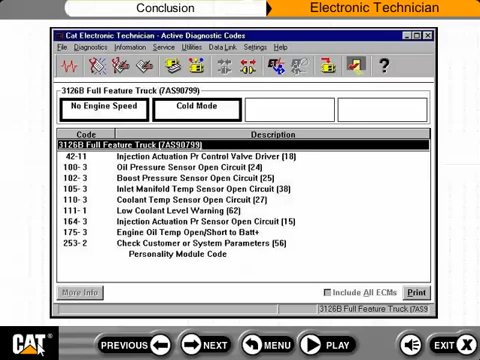 Conclusion
Electronic Technician
Cat Electronic Technician - Active Diagnostic Codes
File Diagnostics Information Service Utilities Data Link Settings Help
3126B Full Feature Truck (7AS90799)
No Engine Speed
Cold Mode
Code Description
3126B Full Feature Truck (7AS90799)
42-11 Injection Actuation Pr Control Valve Driver (18)
100- 3 Oil Pressure Sensor Open Circuit (24)
102- 3 Boost Pressure Sensor Open Circuit (25)
105- 3 Inlet Manifold Temp Sensor Open Circuit (38)
110- 3 Coolant Temp Sensor Open Circuit (27)
111- 1 Low Coolant Level Warning (62)
164- 3 Injection Actuation Pr Sensor Open Circuit (15)
175- 3 Engine Oil Temp Open/Short to Batt+
253- 2 Check Customer or System Parameters (56)
Personality Module Code
More Info
Include All ECMs
Print
3126B Full Feature Truck (7AS9
CAT
PREVIOUS
NEXT
MENU
PLAY
EXIT